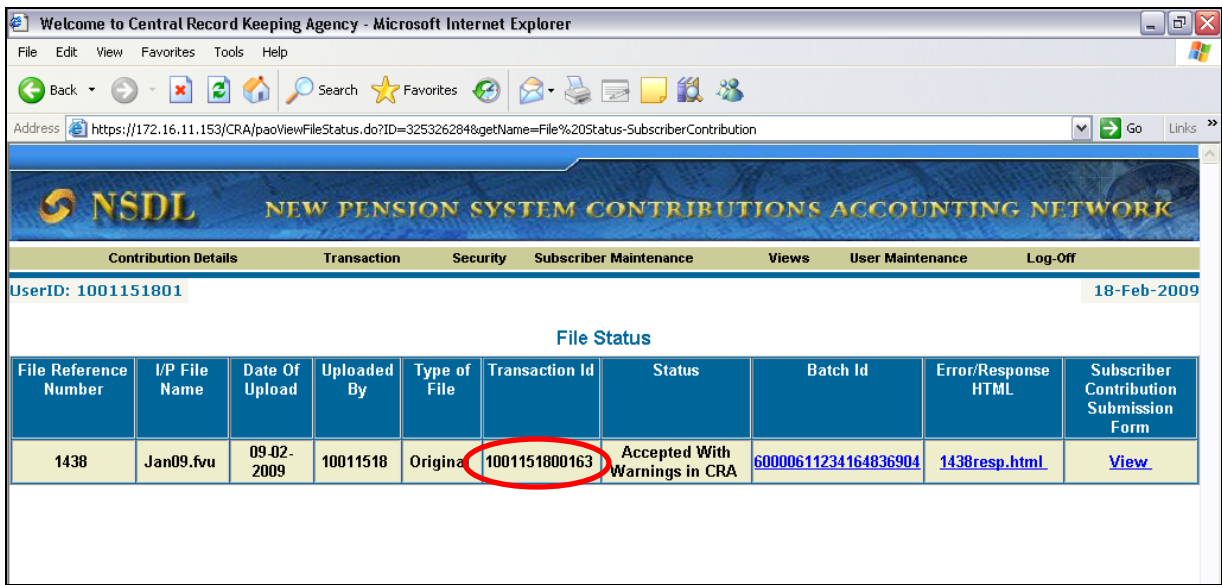 Welcome to Central Record Keeping Agency - Microsoft Internet Explorer
File Edit View Favorites Tools Help
Back Search Favorites
Address https://172.16.11.153/CRA/paoViewFileStatus.do?ID=325326284&getName=File%20Status-SubscriberContribution Go Links »
NSDL NEW PENSION SYSTEM CONTRIBUTIONS ACCOUNTING NETWORK
Contribution Details Transaction Security Subscriber Maintenance Views User Maintenance Log-Off
UserID: 1001151801 18-Feb-2009
File Status
File Reference I/P File Date Of Uploaded Type of Transaction Id Status Batch Id Error/Response Subscriber
Number Name Upload By File HTML Contribution
Submission
Form
1438 Jan09.fvu 09-02- 10011518 Original 1001151800163 Accepted With 60000611234164836904 1438resp.html View
2009 Warnings in CRA